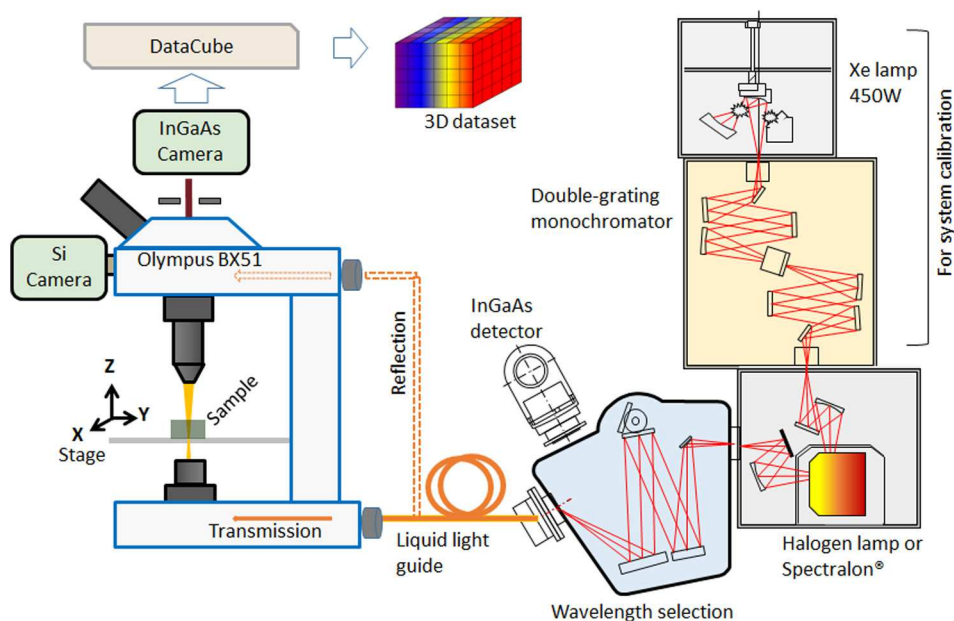 DataCube
3D dataset
InGaAs
Camera
Si
Camera
Olympus BX51
Z
Y
X
Stage
Sample
Reflection
Transmission
Liquid light
guide
InGaAs
detector
Wavelength selection
Double-grating
monochromator
Xe lamp
450W
For system calibration
Halogen lamp or
Spectralon®